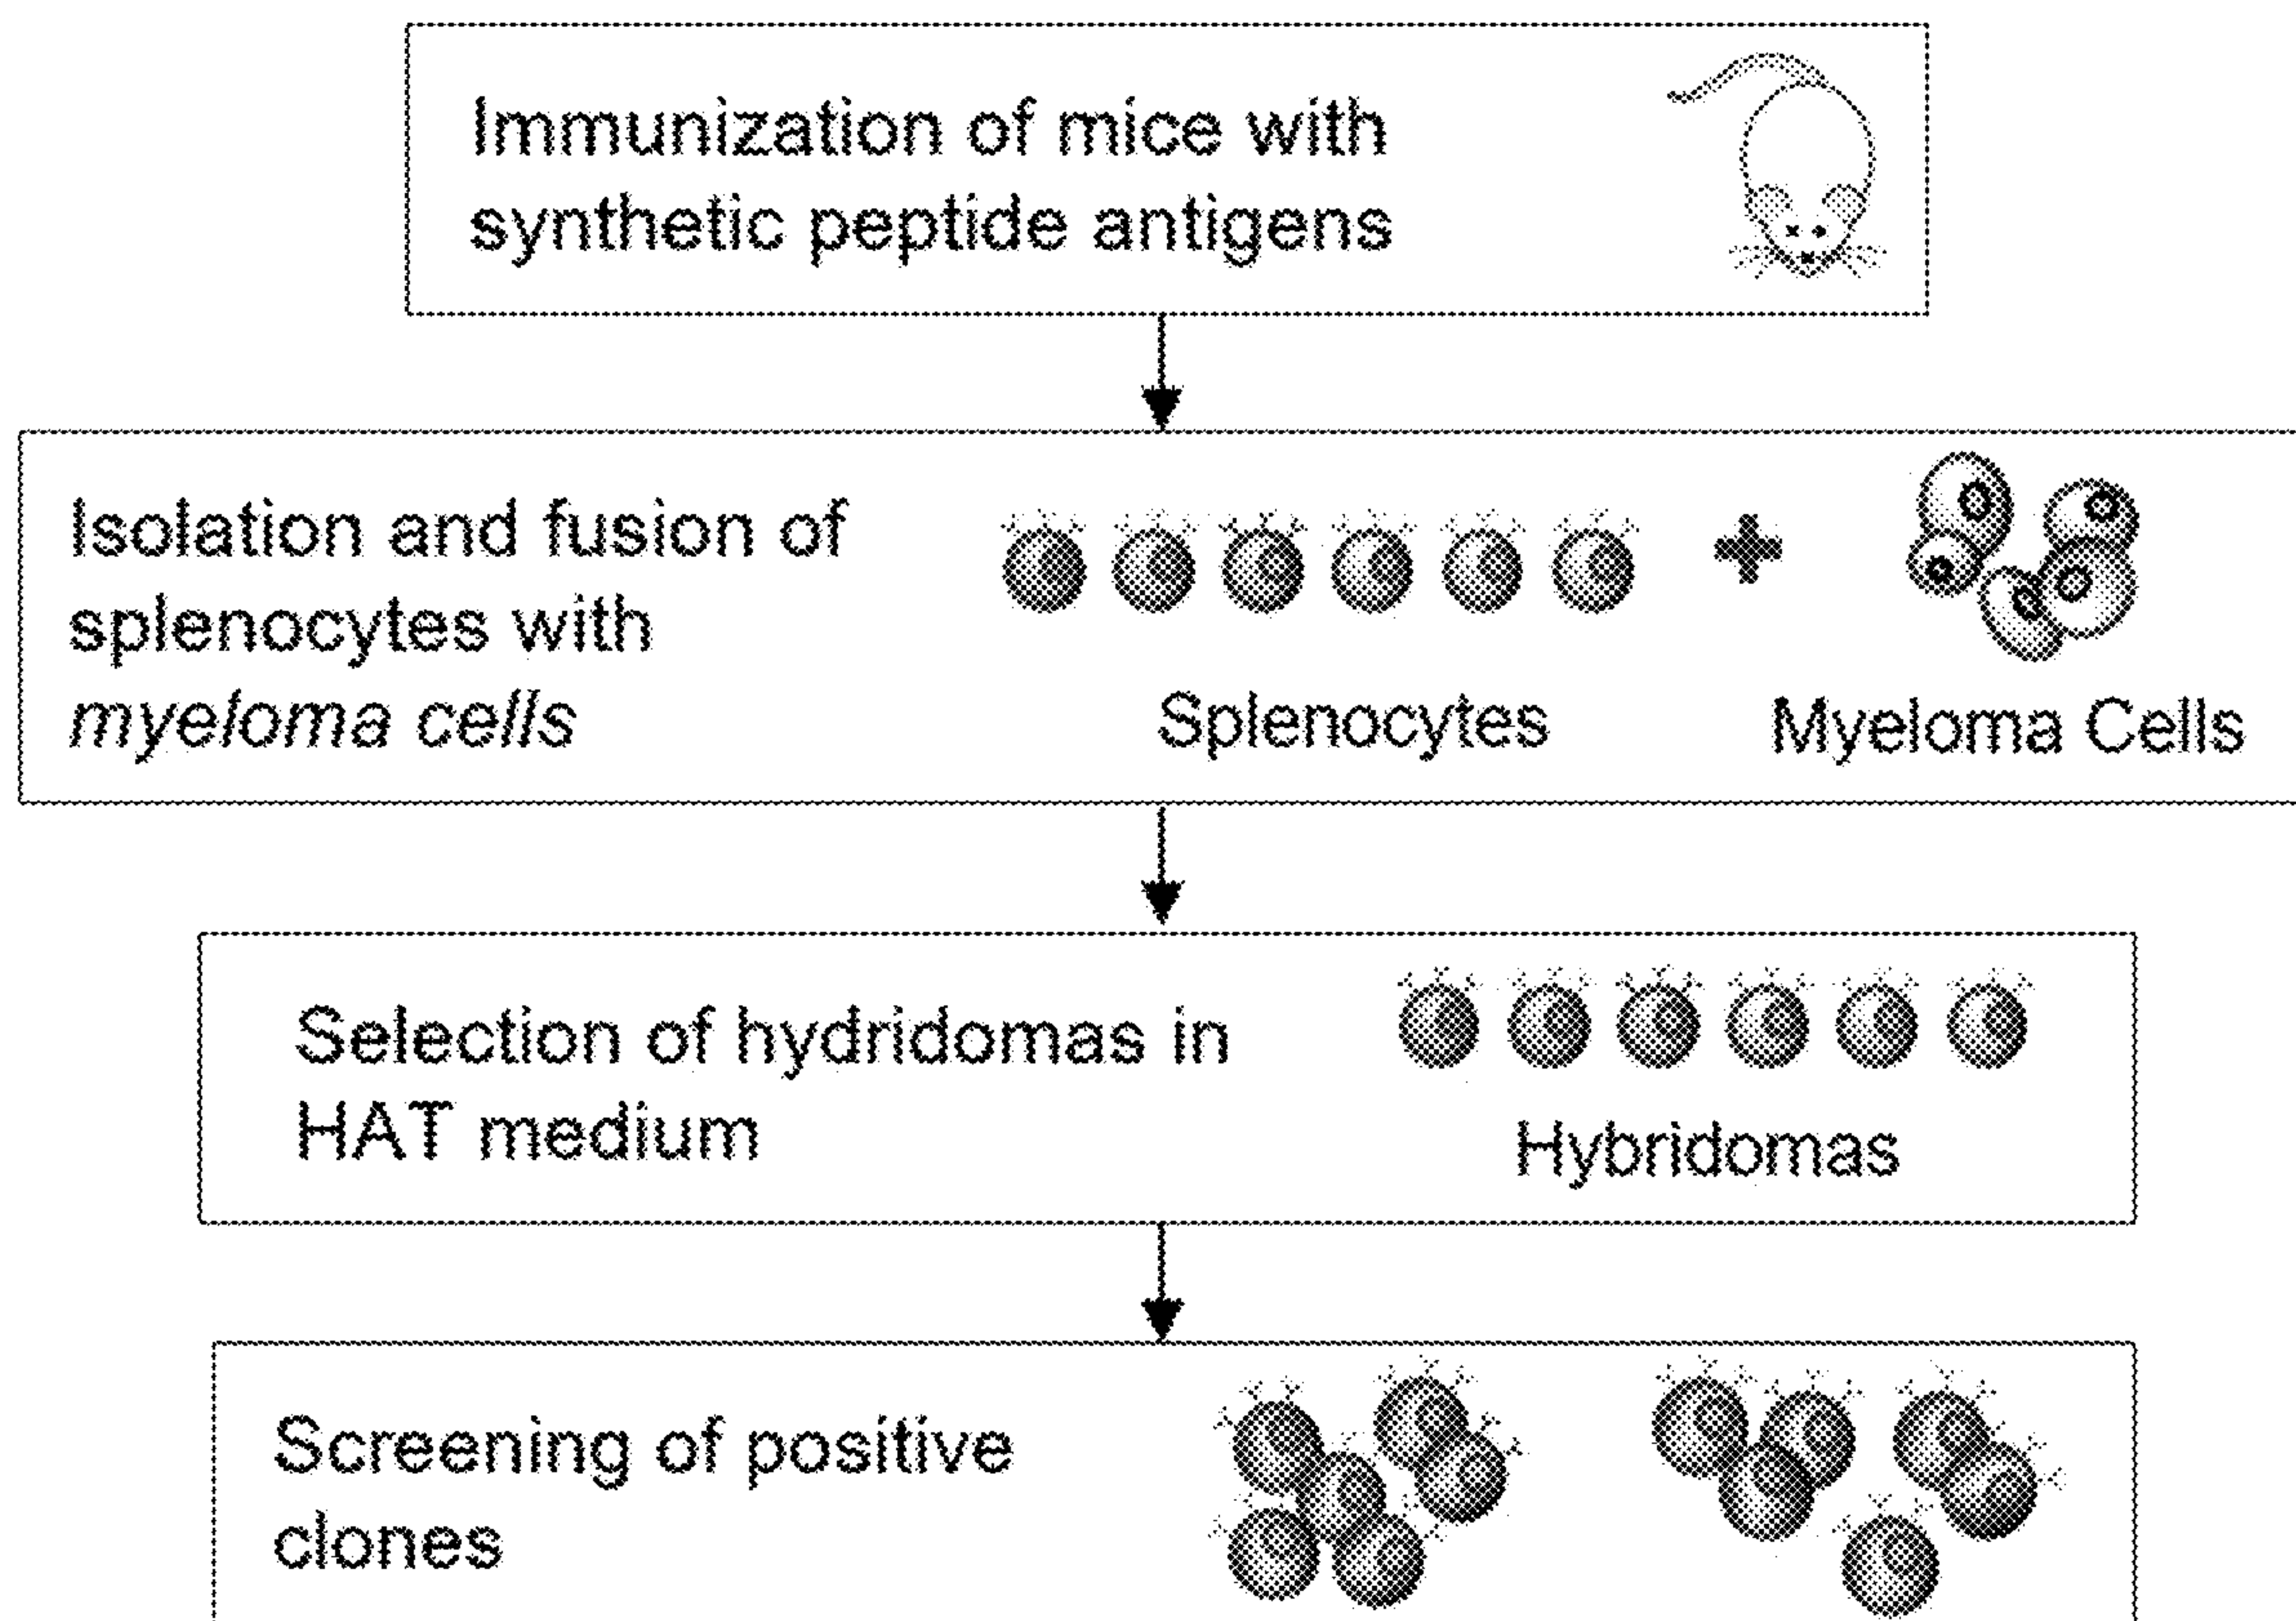 Immunization of mice with
synthetic peptide antigens
Isolation and fusion of
splenocytes with
myeloma cells
Splenocytes
Myeloma Cells
Selection of hydridomas in
HAT medium
Hybridomas
Screening of positive
clones